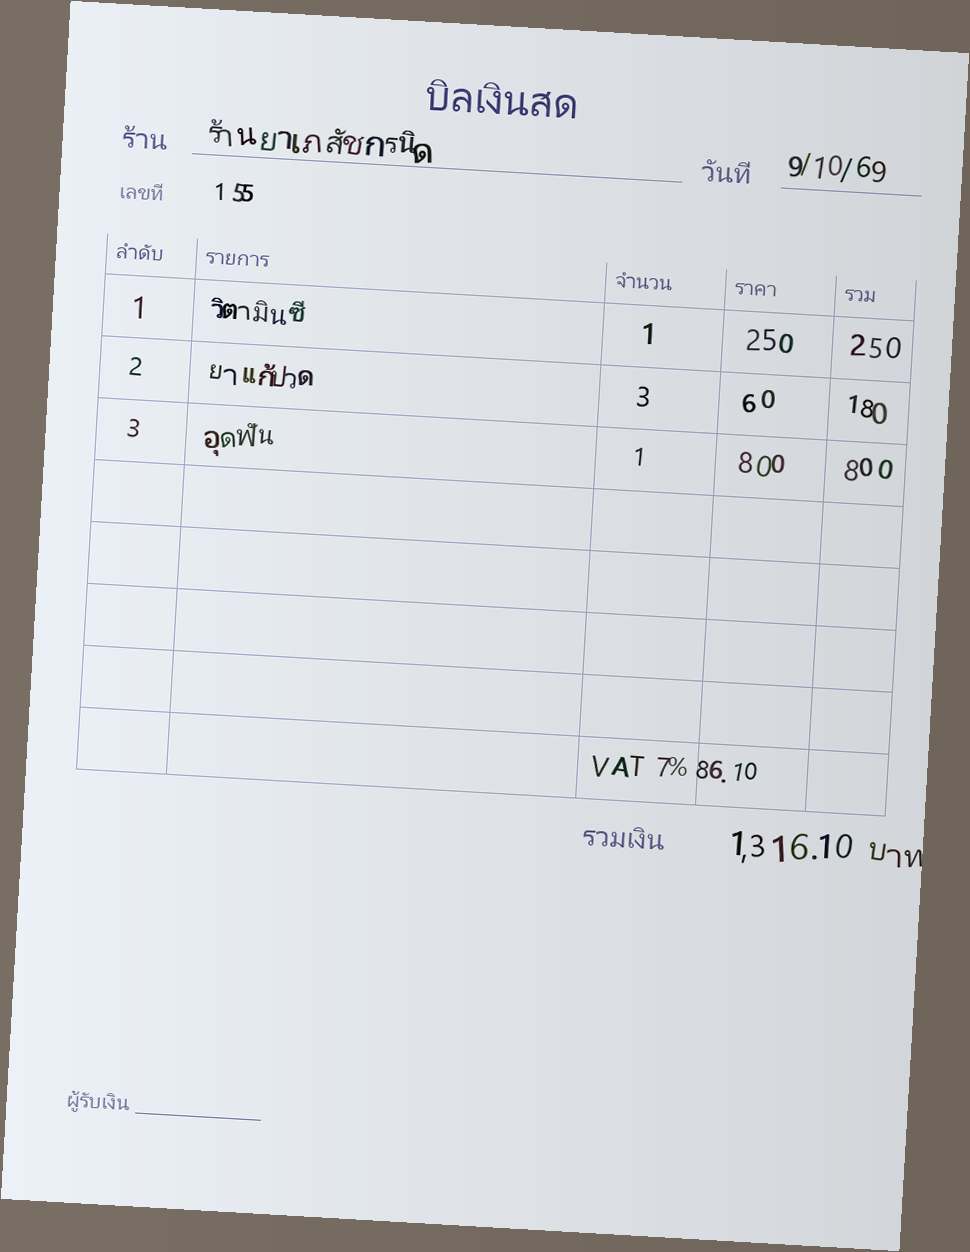 บิลเงินสด
ร้าน ร้านยาเภสัชกรนิด วันที่ 9/10/69
เลขที่ 155
ลำดับ รายการ จำนวน ราคา รวม
1 วิตามินซี 1 250 250
2 ยาแก้ปวด 3 60 180
3 อุดฟัน 1 800 800
VAT 7% 86.10
รวมเงิน 1,316.10 บาท
ผู้รับเงิน